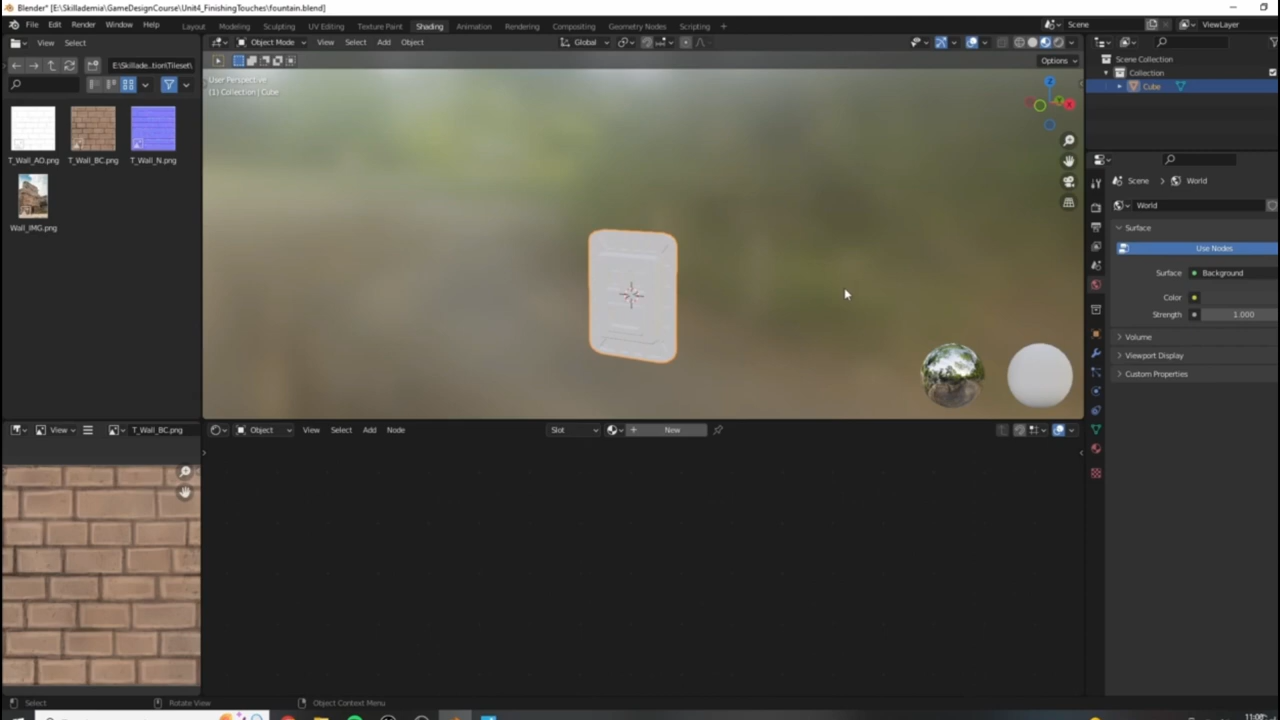 Blender* [E:\Skillademia\GameDesignCourse\Unit4_FinishingTouches\fountain.blend]
File Edit Render Window Help
Layout Modeling Sculpting UV Editing Texture Paint Shading Animation Rendering Compositing Geometry Nodes Scripting +
Scene
ViewLayer
View Select
Object Mode View Select Add Object
Global
Options
E:\Skillade..tion\Tileset\
User Perspective
(1) Collection | Cube
Scene Collection
Collection
Cube
T_Wall_AO.png T_Wall_BC.png T_Wall_N.png
Wall_IMG.png
Z
Y
X
Scene > World
World
Surface
Use Nodes
Surface Background
Color
Strength 1.000
Volume
Viewport Display
Custom Properties
View T_Wall_BC.png
Object View Select Add Node
Slot
New
Select
Rotate View
Object Context Menu